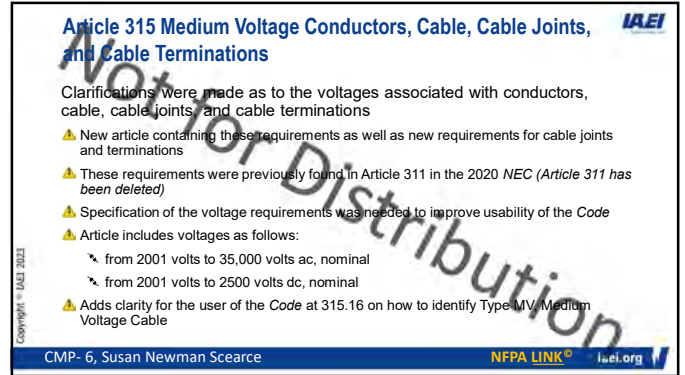 Article 315 Medium Voltage Conductors, Cable, Cable Joints,
and Cable Terminations
IAEI
Clarifications were made as to the voltages associated with conductors,
cable, cable joints, and cable terminations
New article containing these requirements as well as new requirements for cable joints
and terminations
These requirements were previously found in Article 311 in the 2020 NEC (Article 311 has
been deleted)
Specification of the voltage requirements was needed to improve usability of the Code
Article includes voltages as follows:
from 2001 volts to 35,000 volts ac, nominal
from 2001 volts to 2500 volts dc, nominal
Adds clarity for the user of the Code at 315.16 on how to identify Type MV, Medium
Voltage Cable
Not for Distribution
Copyright © IAEI 2023
CMP- 6, Susan Newman Scearce
NFPA LINK©
iaei.org